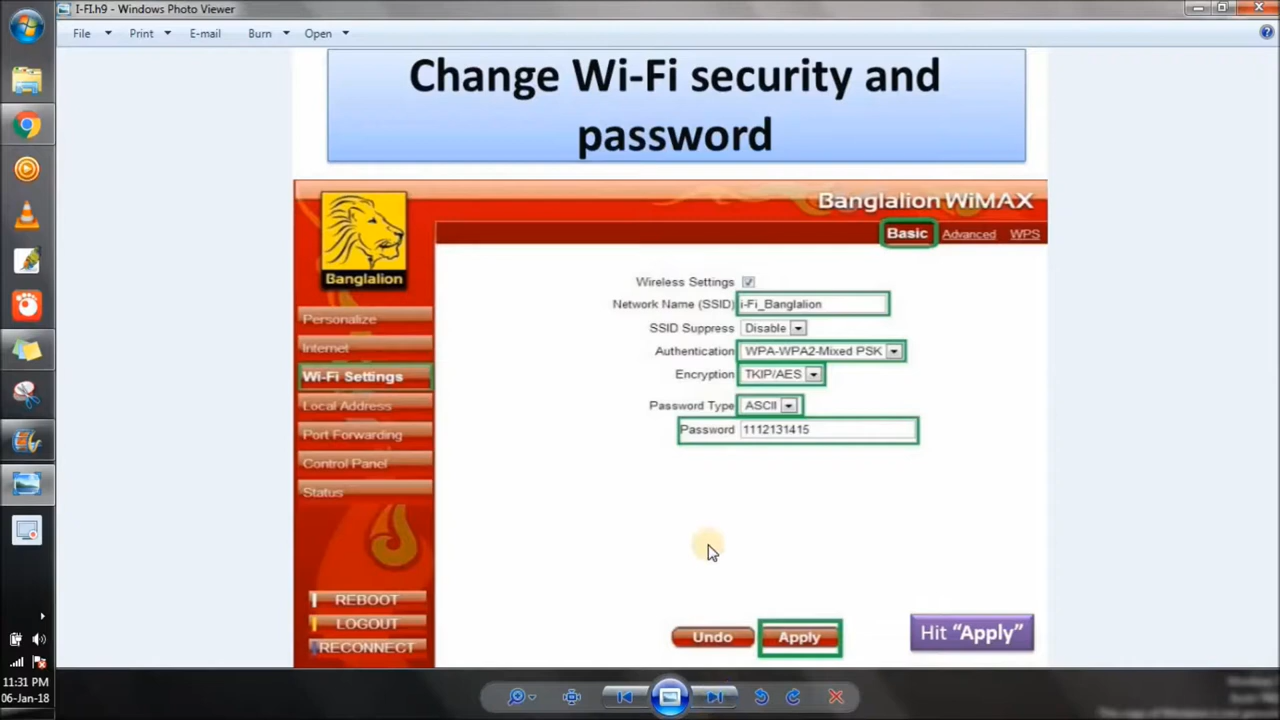 I-FI.h9 - Windows Photo Viewer
File Print E-mail Burn Open
Change Wi-Fi security and
password
Banglalion WiMAX
Basic Advanced WPS
Banglalion
Personalize
Internet
Wi-Fi Settings
Local Address
Port Forwarding
Control Panel
Status
REBOOT
LOGOUT
RECONNECT
Wireless Settings
Network Name (SSID) i-Fi_Banglalion
SSID Suppress Disable
Authentication WPA-WPA2-Mixed PSK
Encryption TKIP/AES
Password Type ASCII
Password 1112131415
Undo Apply
Hit “Apply”
11:31 PM
06-Jan-18